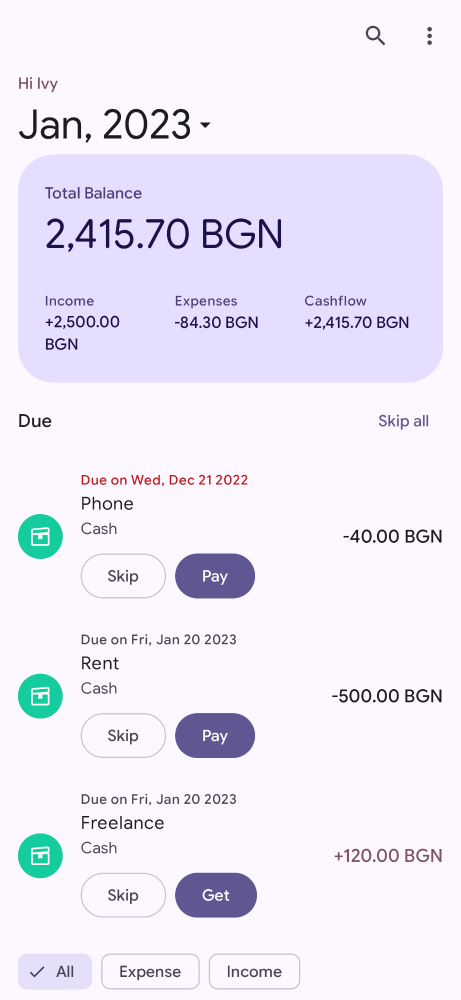 Hi Ivy
Jan, 2023
Total Balance
2,415.70 BGN
Income
+2,500.00
BGN
Expenses
-84.30 BGN
Cashflow
+2,415.70 BGN
Due
Skip all
Due on Wed, Dec 21 2022
Phone
Cash
-40.00 BGN
Skip
Pay
Due on Fri, Jan 20 2023
Rent
Cash
-500.00 BGN
Skip
Pay
Due on Fri, Jan 20 2023
Freelance
Cash
+120.00 BGN
Skip
Get
All
Expense
Income